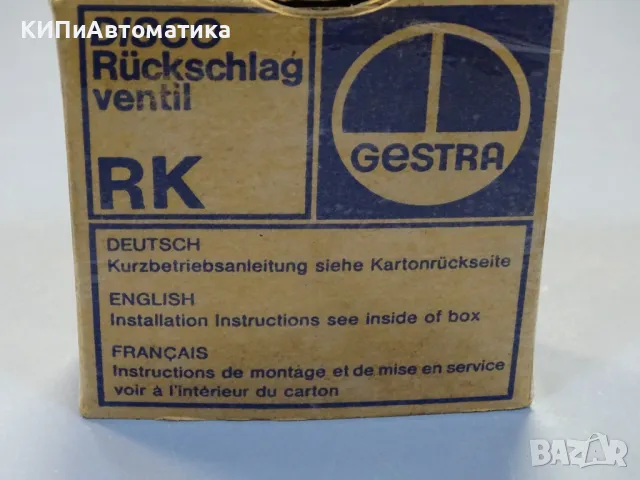 КИПиАвтоматика
DISCO
Rückschlag
ventil
RK
GESTRA
DEUTSCH
Kurzbetriebsanleitung siehe Kartonrückseite
ENGLISH
Installation Instructions see inside of box
FRANÇAIS
Instructions de montage et de mise en service
voir à l'intérieur du carton
BAZAR